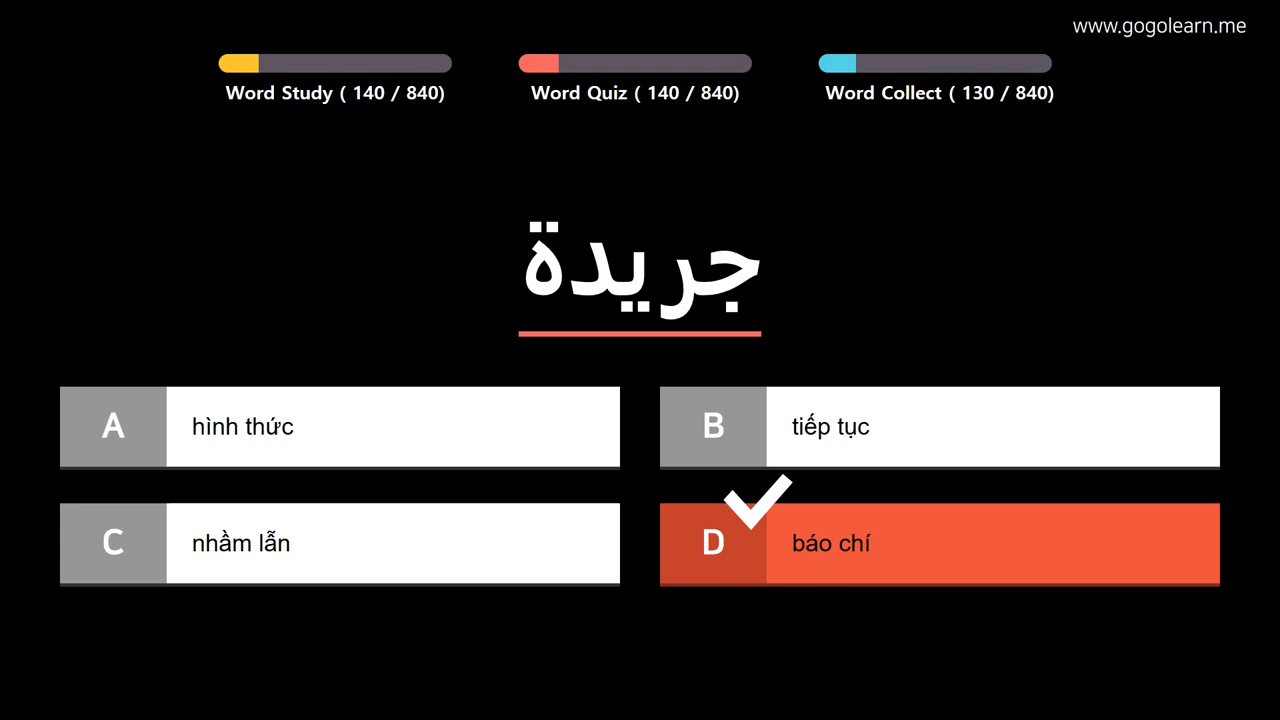 www.gogolearn.me
Word Study ( 140 / 840)
Word Quiz ( 140 / 840)
Word Collect ( 130 / 840)
جريدة
A
hình thức
B
tiếp tục
C
nhầm lẫn
D
báo chí